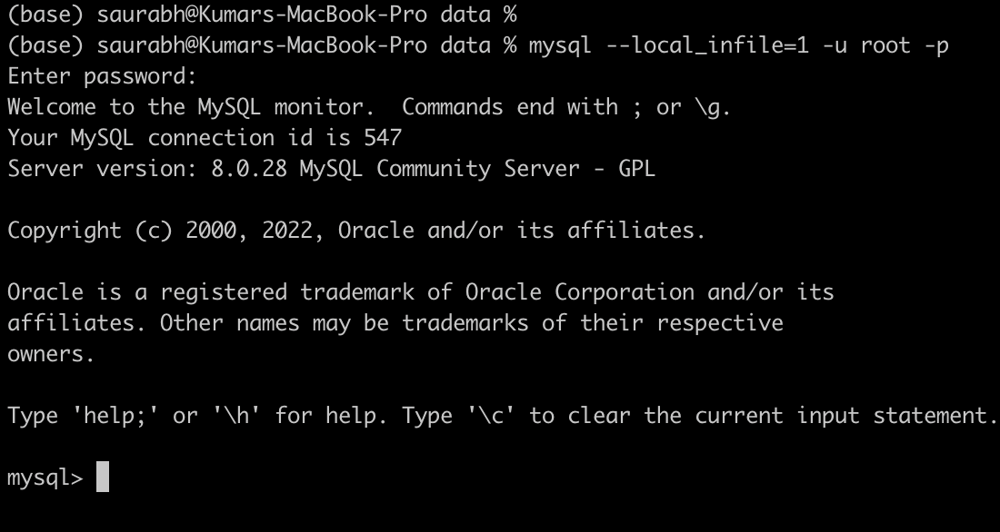 (base) saurabh@Kumars-MacBook-Pro data %
(base) saurabh@Kumars-MacBook-Pro data % mysql --local_infile=1 -u root -p
Enter password:
Welcome to the MySQL monitor.  Commands end with ; or \g.
Your MySQL connection id is 547
Server version: 8.0.28 MySQL Community Server - GPL
Copyright (c) 2000, 2022, Oracle and/or its affiliates.
Oracle is a registered trademark of Oracle Corporation and/or its
affiliates. Other names may be trademarks of their respective
owners.
Type 'help;' or '\h' for help. Type '\c' to clear the current input statement.
mysql>